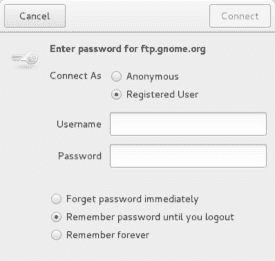 Cancel
Connect
Enter password for ftp.gnome.org
Connect As
Anonymous
Registered User
Username
Password
Forget password immediately
Remember password until you logout
Remember forever